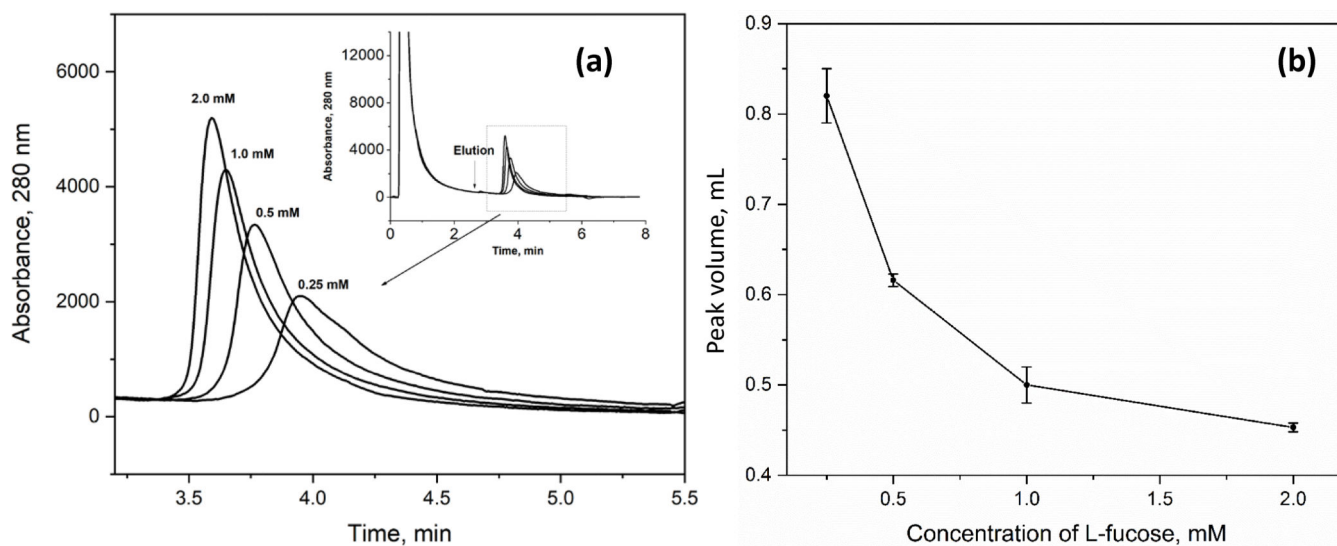 (a)
Absorbance, 280 nm
6000
4000
2000
0
2.0 mM
1.0 mM
0.5 mM
0.25 mM
3.5
4.0
4.5
5.0
5.5
Time, min
Absorbance, 280 nm
12000
8000
4000
0
Elution
0
2
4
6
8
Time, min
(b)
Peak volume, mL
0.9
0.8
0.7
0.6
0.5
0.4
0.5
1.0
1.5
2.0
Concentration of L-fucose, mM